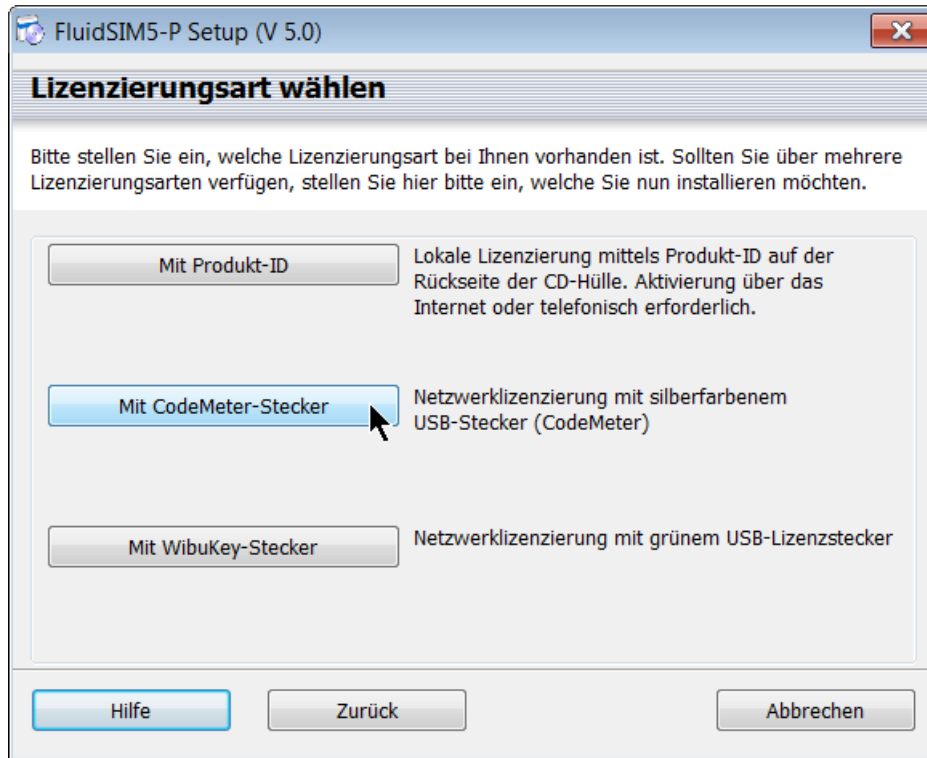 FluidSIM5-P Setup (V 5.0)
Lizenzierungsart wählen
Bitte stellen Sie ein, welche Lizenzierungsart bei Ihnen vorhanden ist. Sollten Sie über mehrere
Lizenzierungsarten verfügen, stellen Sie hier bitte ein, welche Sie nun installieren möchten.
Mit Produkt-ID
Lokale Lizenzierung mittels Produkt-ID auf der
Rückseite der CD-Hülle. Aktivierung über das
Internet oder telefonisch erforderlich.
Mit CodeMeter-Stecker
Netzwerklizenzierung mit silberfarbenem
USB-Stecker (CodeMeter)
Mit WibuKey-Stecker
Netzwerklizenzierung mit grünem USB-Lizenzstecker
Hilfe
Zurück
Abbrechen